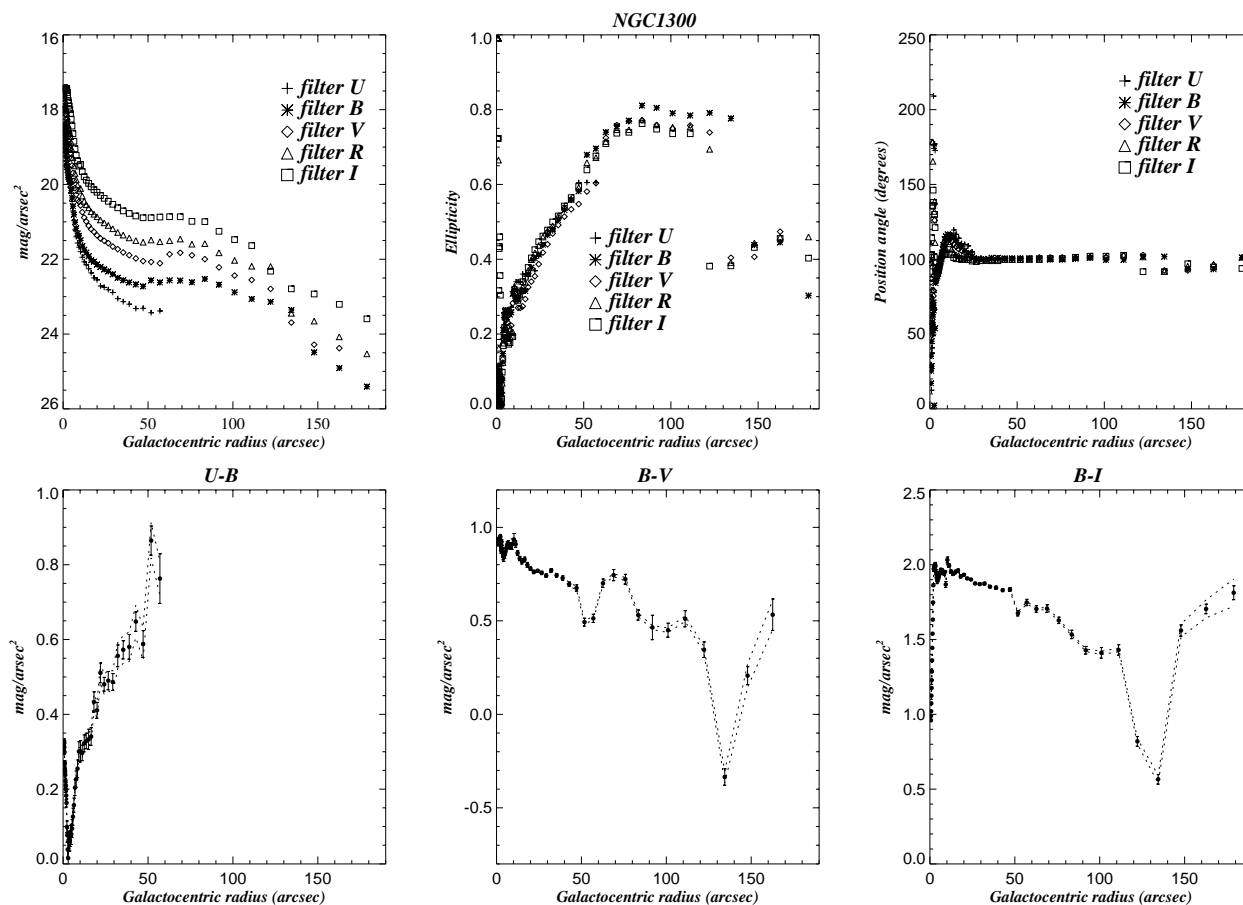 NGC1300
16
18
20
22
24
26
mag/arsec²
0 50 100 150
Galactocentric radius (arcsec)
+ filter U
✳ filter B
◇ filter V
△ filter R
□ filter I
1.0
0.8
0.6
0.4
0.2
0.0
Ellipticity
0 50 100 150
Galactocentric radius (arcsec)
+ filter U
✳ filter B
◇ filter V
△ filter R
□ filter I
250
200
150
100
50
0
Position angle (degrees)
0 50 100 150
Galactocentric radius (arcsec)
+ filter U
✳ filter B
◇ filter V
△ filter R
□ filter I
U-B
1.0
0.8
0.6
0.4
0.2
0.0
mag/arsec²
0 50 100 150
Galactocentric radius (arcsec)
B-V
1.0
0.5
0.0
-0.5
mag/arsec²
0 50 100 150
Galactocentric radius (arcsec)
B-I
2.5
2.0
1.5
1.0
0.5
0.0
mag/arsec²
0 50 100 150
Galactocentric radius (arcsec)